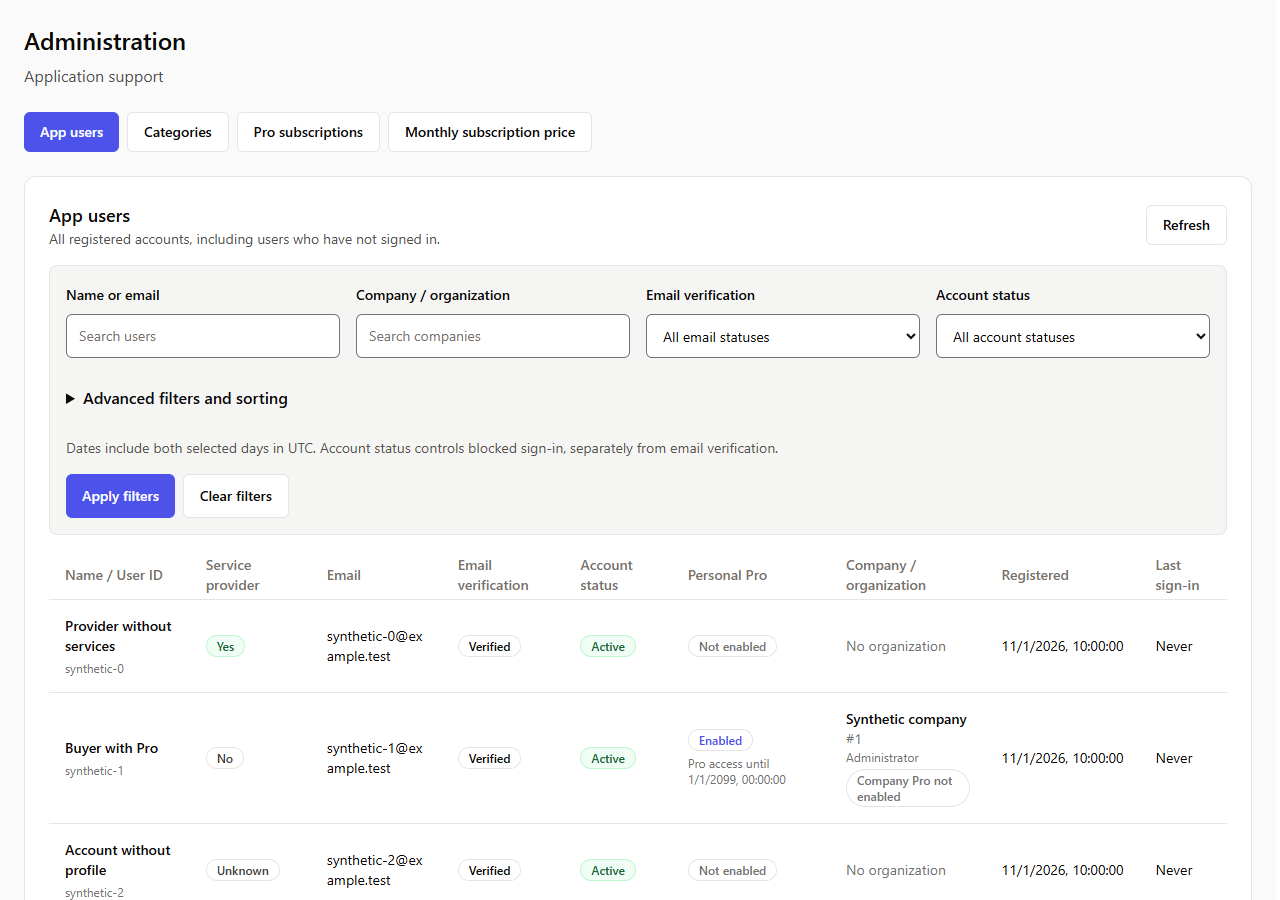 Administration
Application support
App users
Categories
Pro subscriptions
Monthly subscription price
App users
All registered accounts, including users who have not signed in.
Refresh
Name or email
Company / organization
Email verification
Account status
Search users
Search companies
All email statuses
All account statuses
Advanced filters and sorting
Dates include both selected days in UTC. Account status controls blocked sign-in, separately from email verification.
Apply filters
Clear filters
Name / User ID
Service
provider
Email
Email
verification
Account
status
Personal Pro
Company /
organization
Registered
Last
sign-in
Provider without
services
synthetic-0
Yes
synthetic-0@ex
ample.test
Verified
Active
Not enabled
No organization
11/1/2026, 10:00:00
Never
Buyer with Pro
synthetic-1
No
synthetic-1@ex
ample.test
Verified
Active
Enabled
Pro access until
1/1/2099, 00:00:00
Synthetic company
#1
Administrator
Company Pro not
enabled
11/1/2026, 10:00:00
Never
Account without
profile
synthetic-2
Unknown
synthetic-2@ex
ample.test
Verified
Active
Not enabled
No organization
11/1/2026, 10:00:00
Never